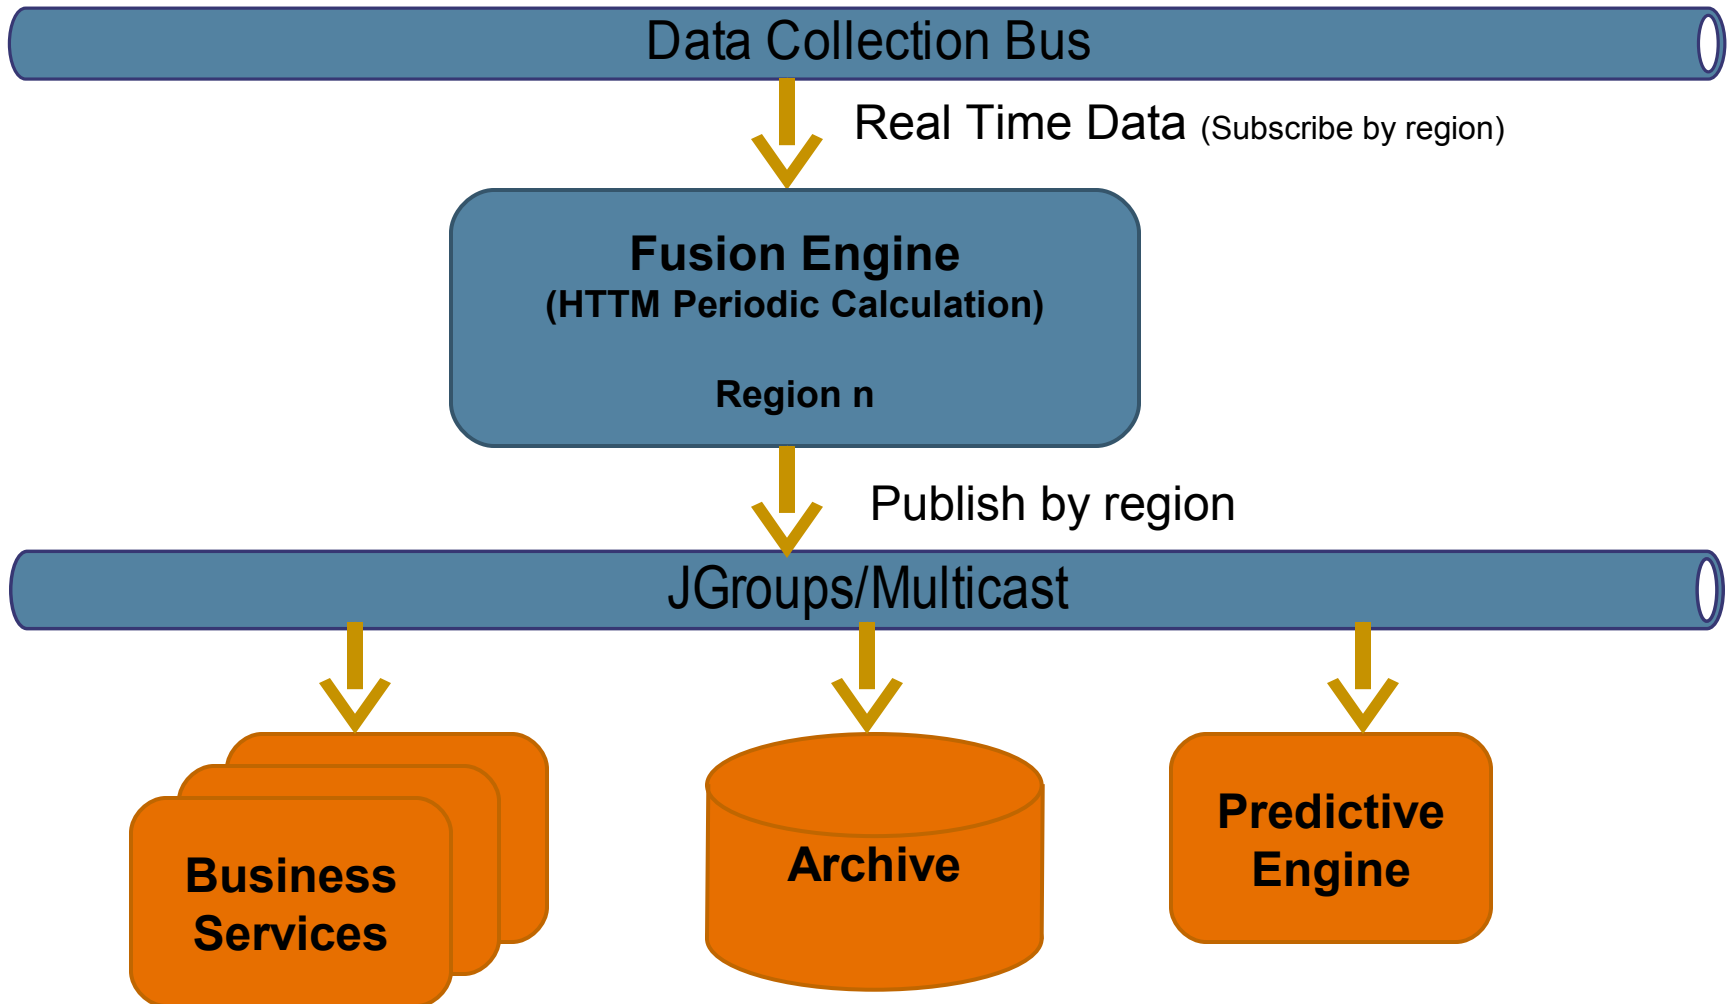 Data Collection Bus
Real Time Data (Subscribe by region)
Fusion Engine
(HTTM Periodic Calculation)
Region n
Publish by region
JGroups/Multicast
Business
Services
Archive
Predictive
Engine